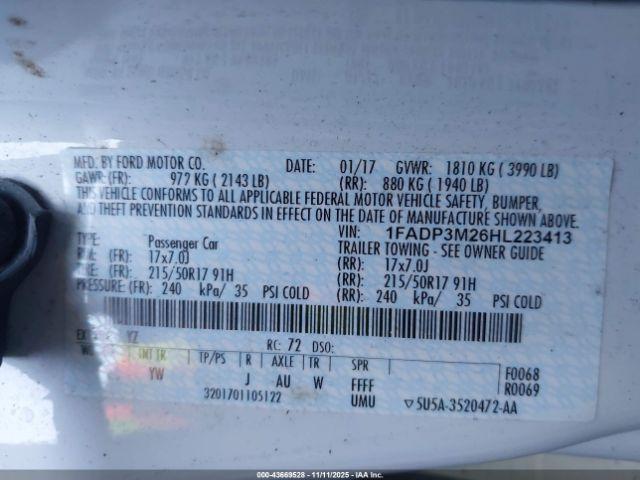 MFD. BY FORD MOTOR CO.
DATE: 01/17 GVWR: 1810 KG ( 3990 LB)
GAWR: (FR): 977 KG ( 2143 LB) (RR): 880 KG ( 1940 LB)
THIS VEHICLE CONFORMS TO ALL APPLICABLE FEDERAL MOTOR VEHICLE SAFETY, BUMPER,
AND THEFT PREVENTION STANDARDS IN EFFECT ON THE DATE OF MANUFACTURE SHOWN ABOVE.
VIN: 1FADP3M26HL223413
TYPE: Passenger Car TRAILER TOWING - SEE OWNER GUIDE
(FR): 17x7.0J (RR): 17x7.0J
(FR): 215/50R17 91H (RR): 215/50R17 91H
PRESSURE: (FR): 240 kPa/ 35 PSI COLD (RR): 240 kPa/ 35 PSI COLD
YZ RC: 72 DSO:
INT TR TP/PS R AXLE TR SPR F0068
YW J AU W FFFF R0069
3201701105122 UMU ▽5U5A-3520472-AA
000-43669528 - 11/11/2025 - IAAI.CA